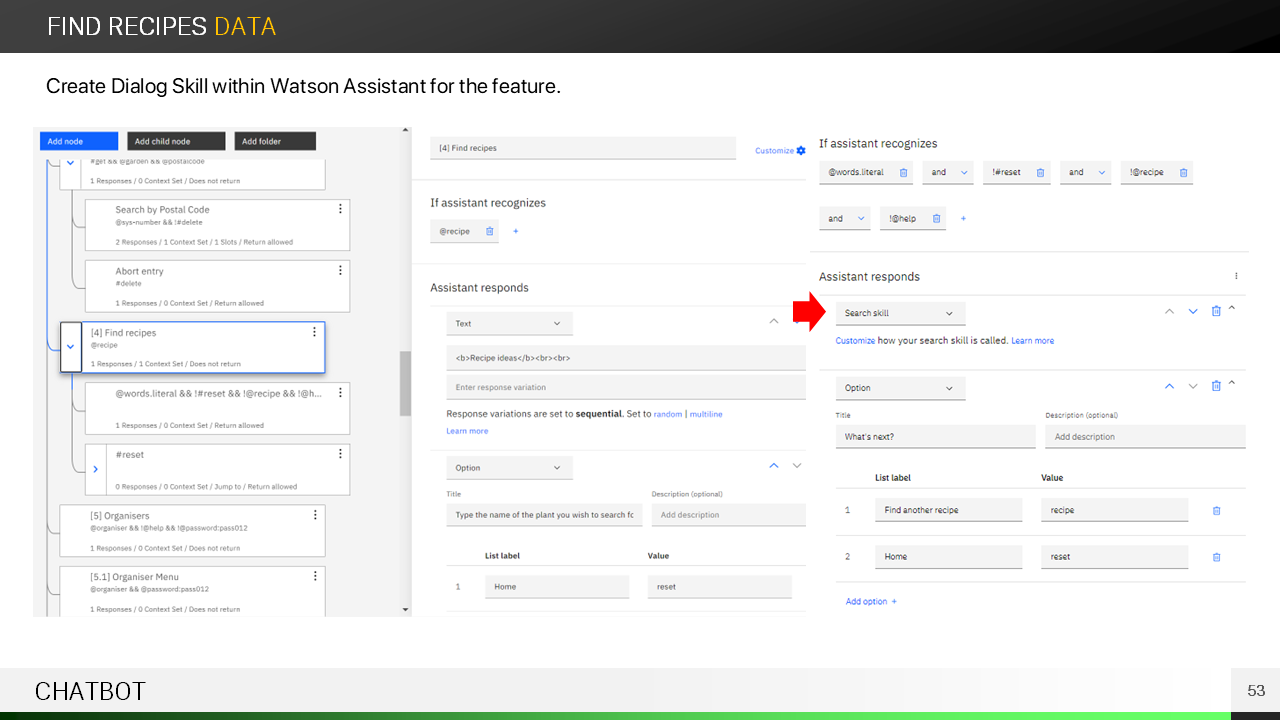 FIND RECIPES DATA
Create Dialog Skill within Watson Assistant for the feature.
Add node
Add child node
Add folder
#get && @garden && @postalcode
1 Responses / 0 Context Set / Does not return
Search by Postal Code
@sys-number && !#delete
2 Responses / 1 Context Set / 1 Slots / Return allowed
Abort entry
#delete
1 Responses / 0 Context Set / Return allowed
[4] Find recipes
@recipe
1 Responses / 1 Context Set / Does not return
@words.literal && !#reset && !@recipe && !@h...
1 Responses / 0 Context Set / Return allowed
#reset
0 Responses / 0 Context Set / Jump to / Return allowed
[5] Organisers
@organiser && !@help && !@password:pass012
1 Responses / 0 Context Set / Does not return
[5.1] Organiser Menu
@organiser && @password:pass012
1 Responses / 0 Context Set / Does not return
[4] Find recipes
Customize
If assistant recognizes
@recipe
+
Assistant responds
Text
<b>Recipe ideas</b><br><br>
Enter response variation
Response variations are set to sequential. Set to random | multiline
Learn more
Option
Title
Description (optional)
Type the name of the plant you wish to search fc
Add description
List label
Value
1
Home
reset
If assistant recognizes
@words.literal
and
!#reset
and
!@recipe
and
!@help
+
Assistant responds
Search skill
Customize how your search skill is called. Learn more
Option
Title
Description (optional)
What's next?
Add description
List label
Value
1
Find another recipe
recipe
2
Home
reset
Add option +
CHATBOT
53